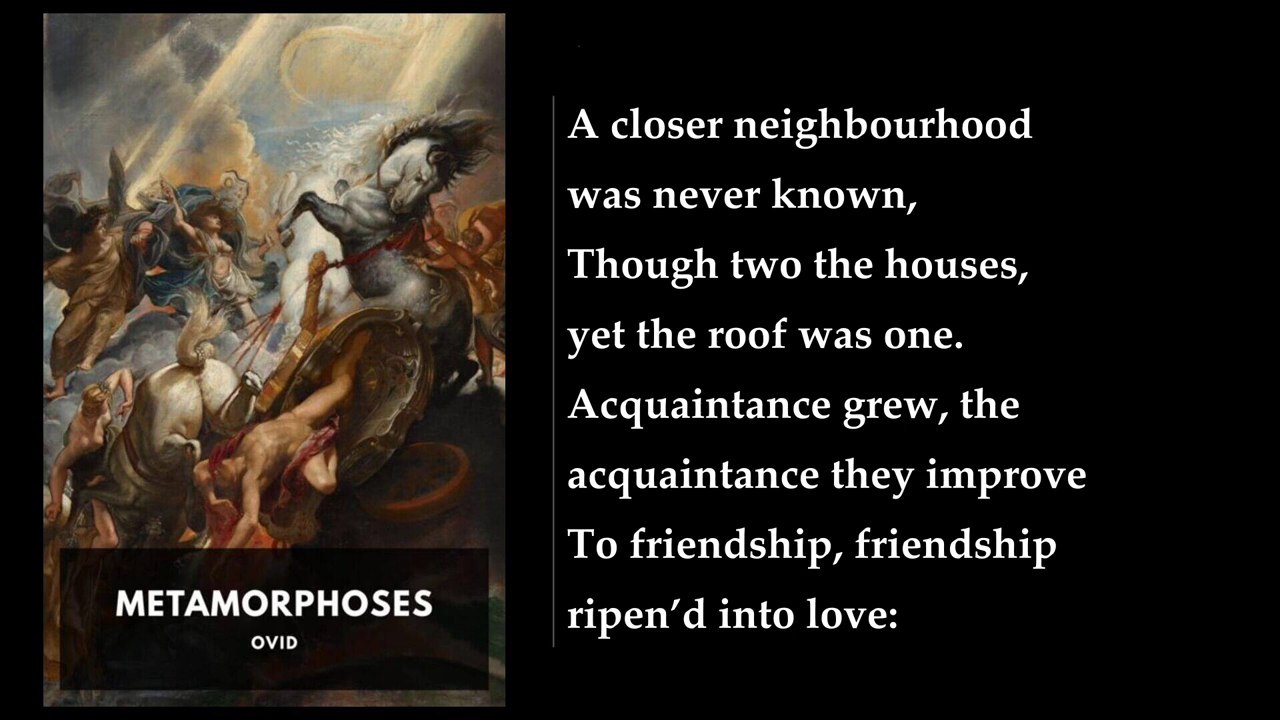 METAMORPHOSES
OVID
A closer neighbourhood
was never known,
Though two the houses,
yet the roof was one.
Acquaintance grew, the
acquaintance they improve
To friendship, friendship
ripen’d into love: